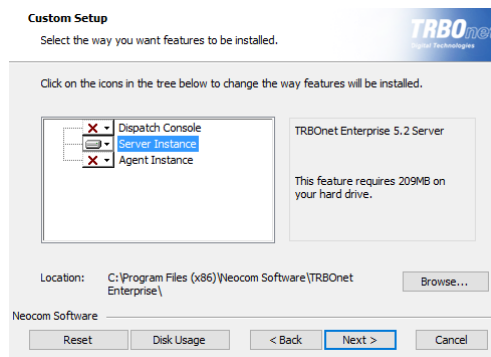 Custom Setup
Select the way you want features to be installed.
TRBOnet
Digital Technologies
Click on the icons in the tree below to change the way features will be installed.
Dispatch Console
Server Instance
Agent Instance
TRBOnet Enterprise 5.2 Server
This feature requires 209MB on
your hard drive.
Location:
C:\Program Files (x86)\Neocom Software\TRBOnet
Enterprise\
Browse...
Neocom Software
Reset
Disk Usage
< Back
Next >
Cancel